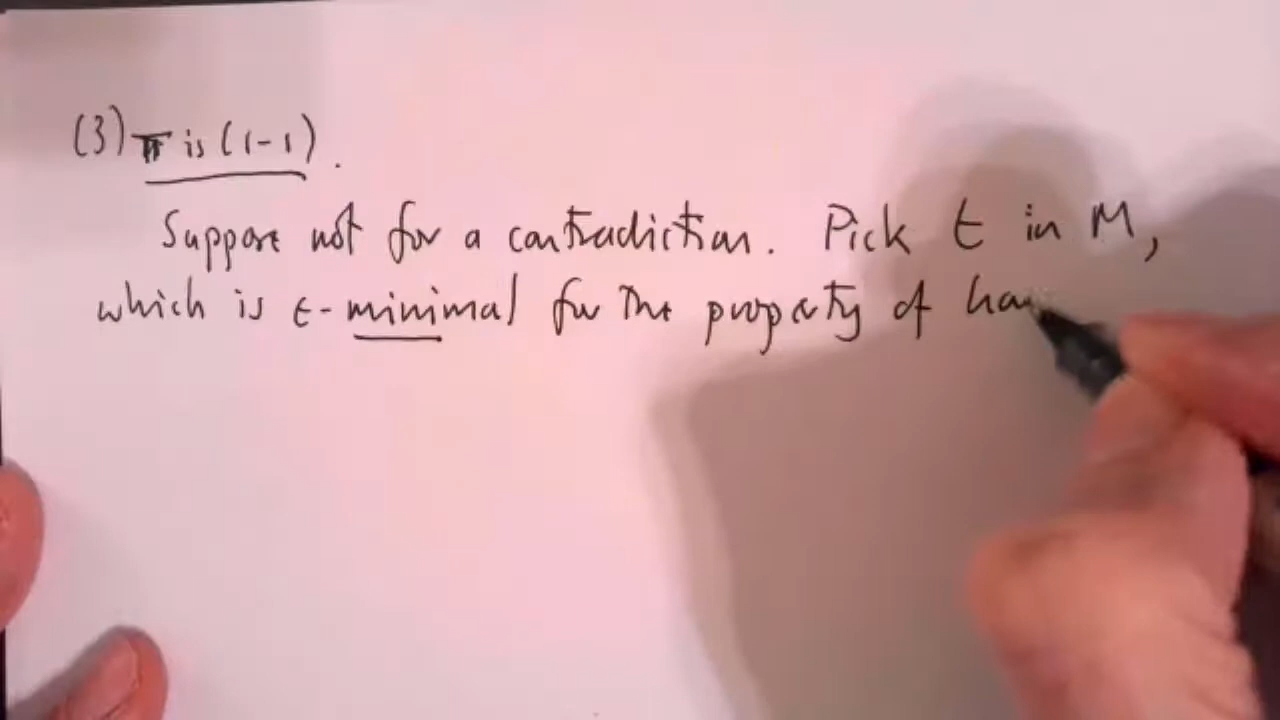 (3) π is (1-1).
Suppose not for a contradiction. Pick t in M,
which is ∈-minimal for the property of